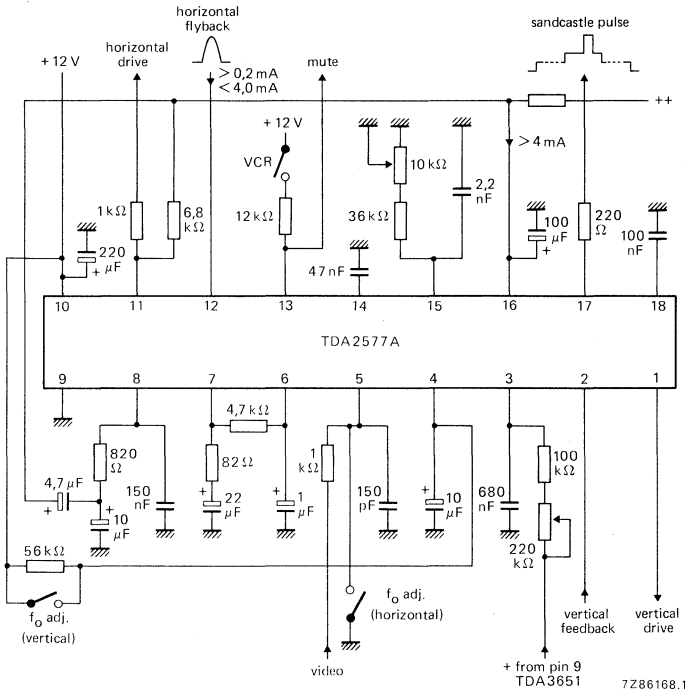 horizontal
flyback
sandcastle pulse
horizontal
drive
+ 12 V
> 0,2 mA
< 4,0 mA
mute
++
+ 12 V
> 4 mA
VCR
10 kΩ
2,2
nF
1 kΩ
6,8
kΩ
12 kΩ
36 kΩ
100
µF
+
220
Ω
100
nF
220
µF
+
47 nF
10
11
12
13
14
15
16
17
18
TDA2577A
9
8
7
6
5
4
3
2
1
4,7 kΩ
820
Ω
82 Ω
1
kΩ
100
kΩ
4,7 µF
+
150
nF
+
22
µF
+
1
µF
150
pF
+
10
µF
680
nF
+
10
µF
220
kΩ
56 kΩ
fo adj.
(vertical)
fo adj.
(horizontal)
vertical
feedback
vertical
drive
video
+ from pin 9
TDA3651
7Z86168.1